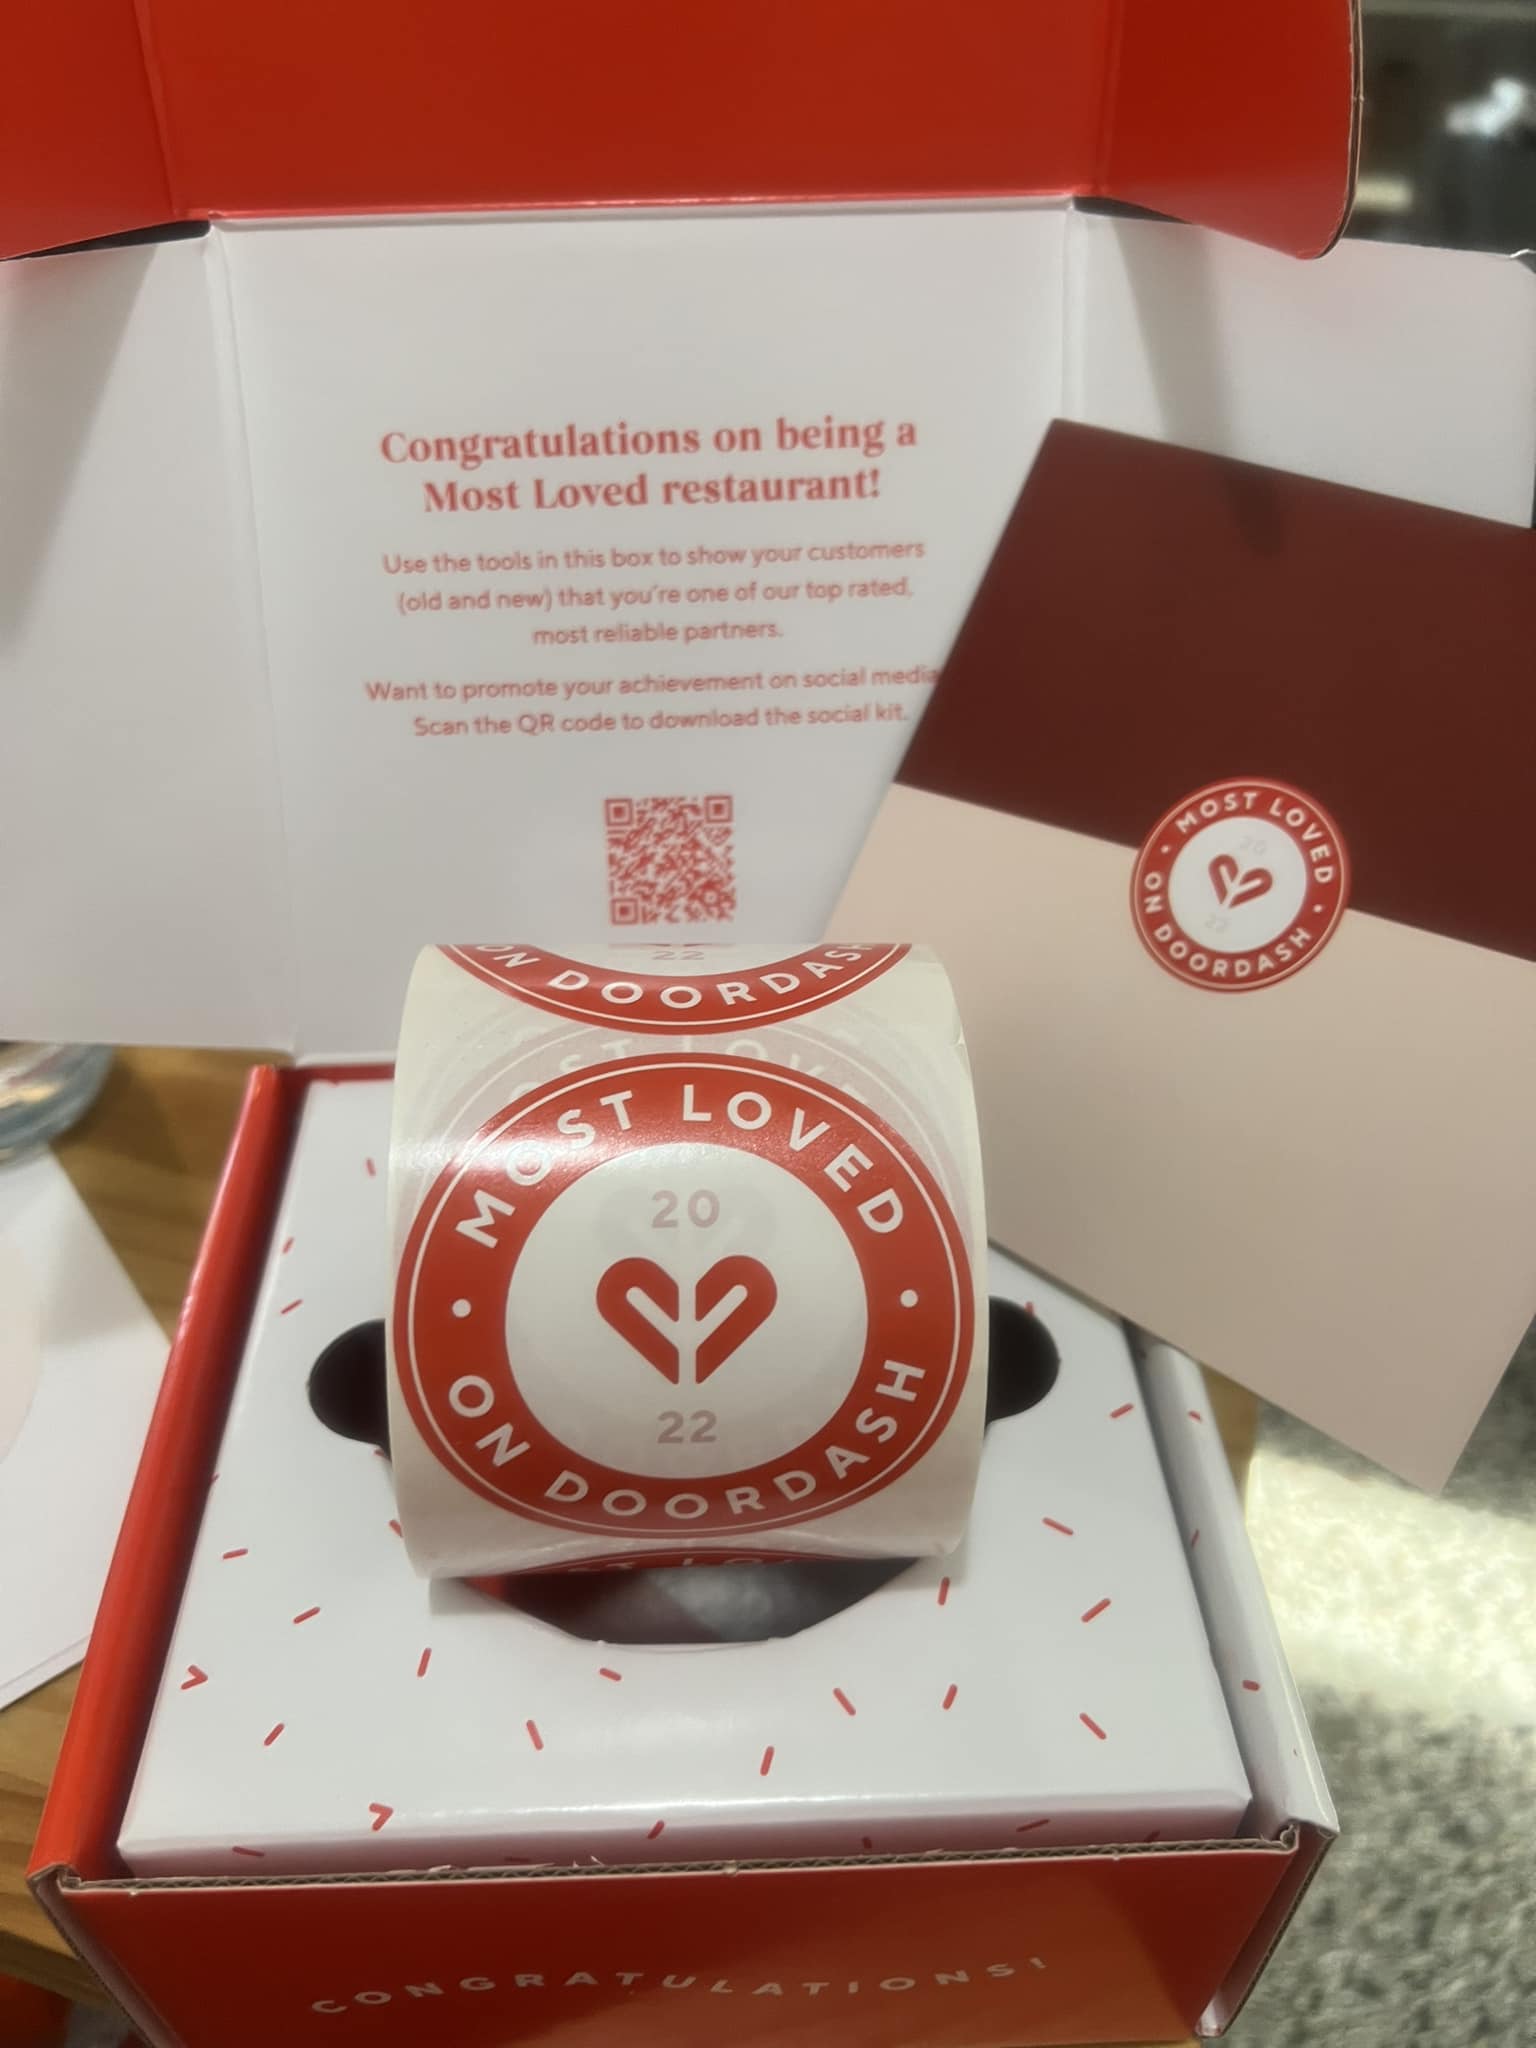 Congratulations on being a
Most Loved restaurant!
Use the tools in this box to show your customers
(old and new) that you're one of our top rated,
most reliable partners.
Want to promote your achievement on social media
Scan the QR code to download the social kit.
MOST LOVED
20
22
ON DOORDASH
22
ON DOORDASH
MOST LOVED
20
22
ON DOORDASH
CONGRATULATIONS!